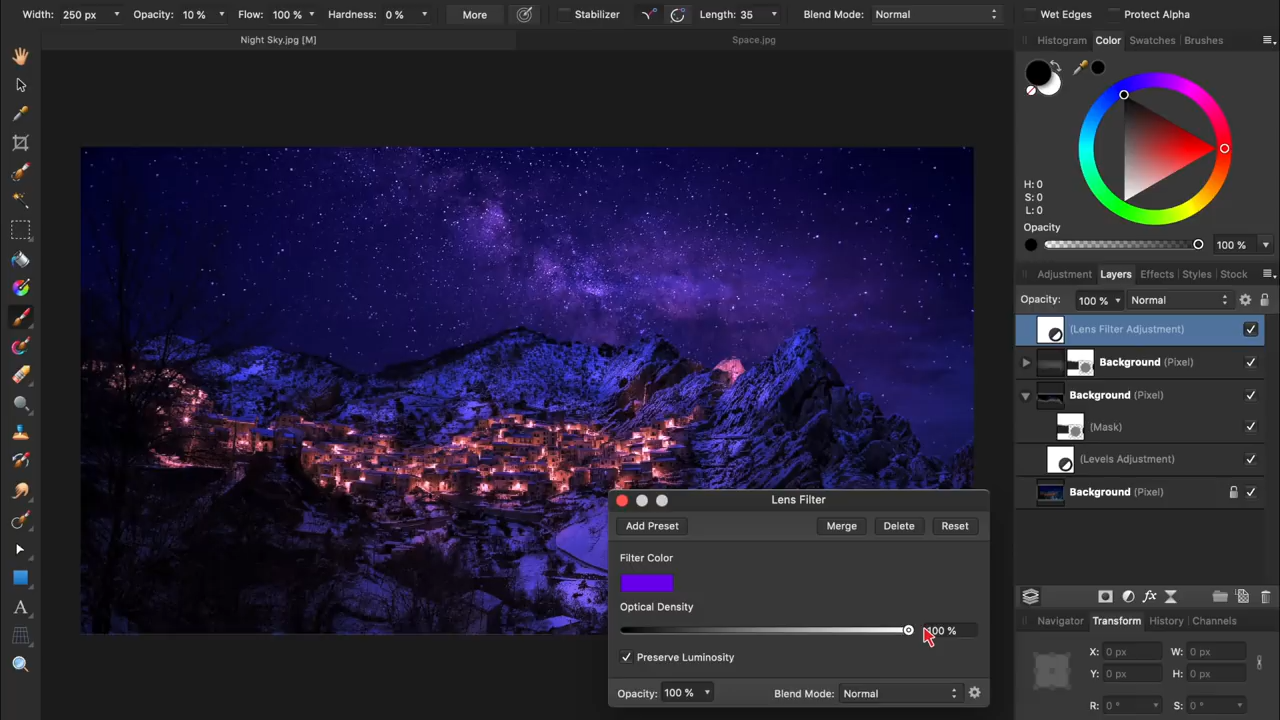 Width: 250 px Opacity: 10 % Flow: 100 % Hardness: 0 % More Stabilizer Length: 35 Blend Mode: Normal Wet Edges Protect Alpha
Night Sky.jpg [M] Space.jpg
Histogram Color Swatches Brushes
H: 0
S: 0
L: 0
Opacity
100 %
Adjustment Layers Effects Styles Stock
Opacity: 100 % Normal
(Lens Filter Adjustment)
Background (Pixel)
Background (Pixel)
(Mask)
(Levels Adjustment)
Background (Pixel)
Lens Filter
Add Preset Merge Delete Reset
Filter Color
Optical Density
100 %
Preserve Luminosity
Opacity: 100 % Blend Mode: Normal
Navigator Transform History Channels
X: 0 px W: 0 px
Y: 0 px H: 0 px
R: 0 ° S: 0 °
A